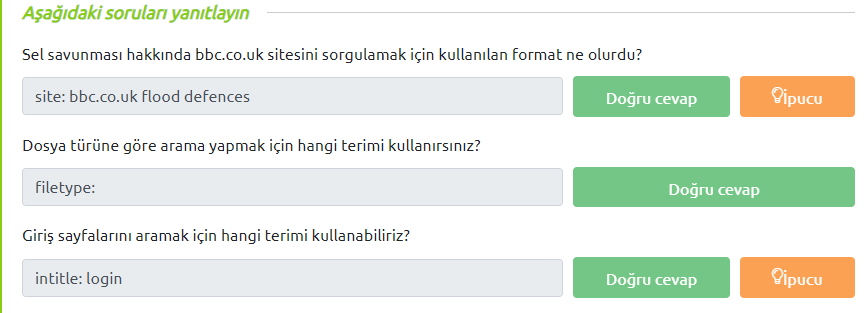 Aşağıdaki soruları yanıtlayın
Sel savunması hakkında bbc.co.uk sitesini sorgulamak için kullanılan format ne olurdu?
site: bbc.co.uk flood defences
Doğru cevap
İpucu
Dosya türüne göre arama yapmak için hangi terimi kullanırsınız?
filetype:
Doğru cevap
Giriş sayfalarını aramak için hangi terimi kullanabiliriz?
intitle: login
Doğru cevap
İpucu